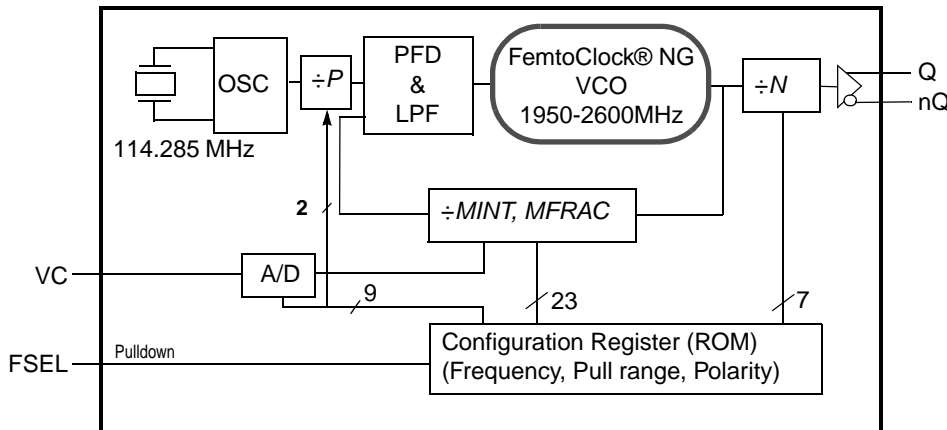 OSC
÷P
PFD
&
LPF
FemtoClock® NG
VCO
1950-2600MHz
÷N
Q
nQ
114.285 MHz
2
÷MINT, MFRAC
VC
A/D
9
23
7
FSEL
Pulldown
Configuration Register (ROM)
(Frequency, Pull range, Polarity)